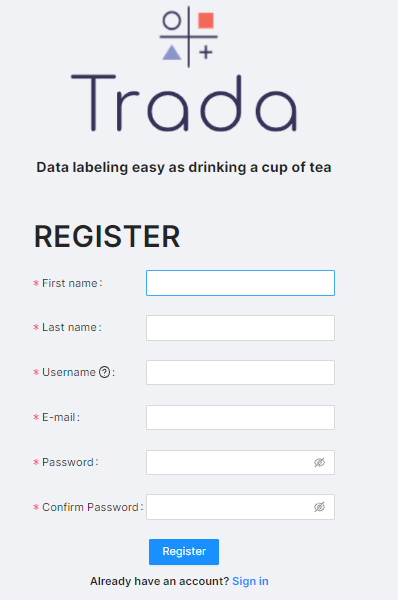 Trada
Data labeling easy as drinking a cup of tea
REGISTER
* First name:
* Last name:
* Username ?:
* E-mail:
* Password:
* Confirm Password:
Register
Already have an account? Sign in